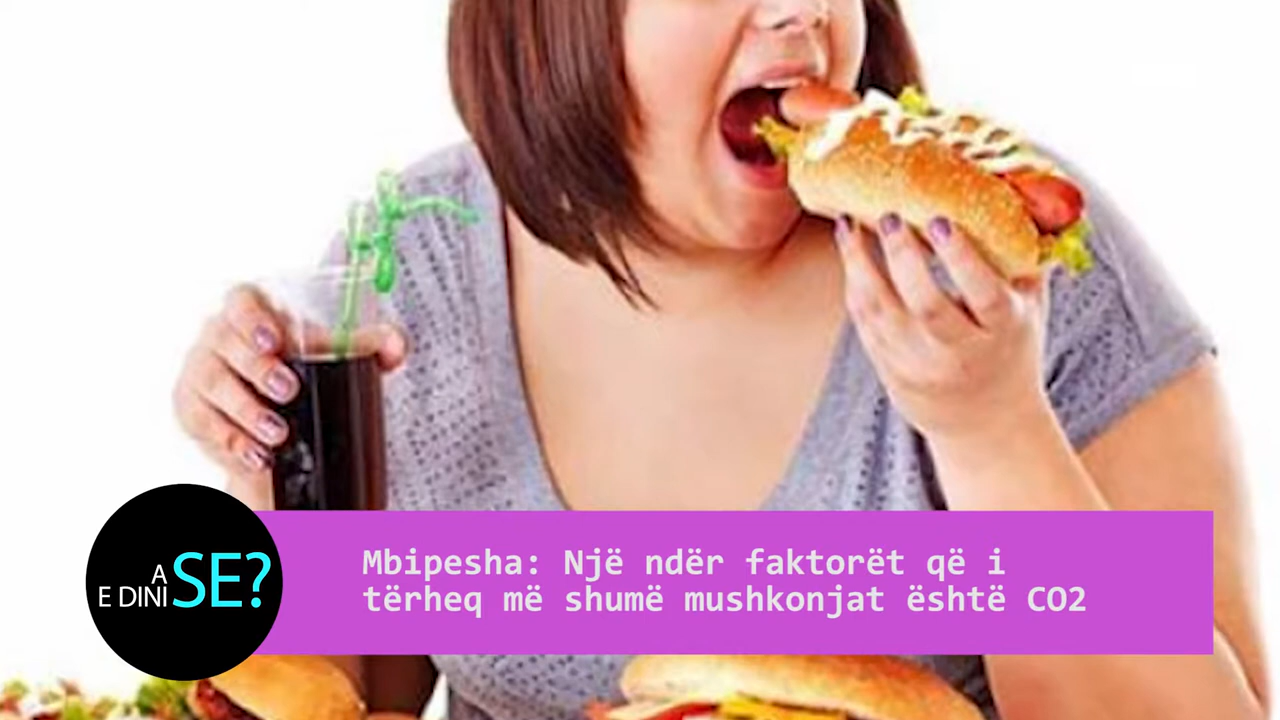 A
E DINI SE?
Mbipesha: Një ndër faktorët që i
tërheq më shumë mushkonjat është CO2